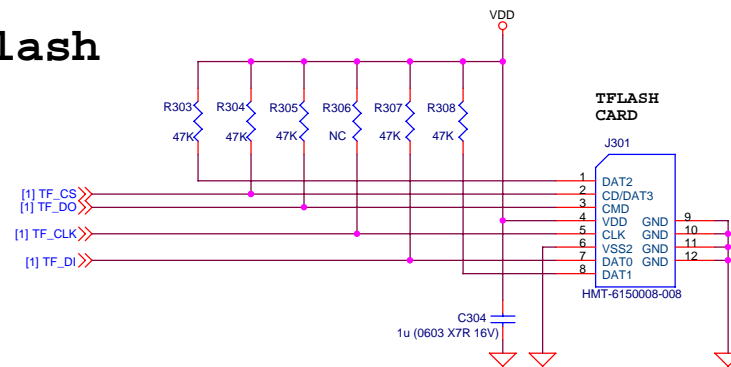 VDD
lash
R303 R304 R305 R306 R307 R308
47K 47K 47K NC 47K 47K
TFLASH
CARD
J301
1 DAT2
[1] TF_CS 2 CD/DAT3
[1] TF_DO 3 CMD
4 VDD GND 9
[1] TF_CLK 5 CLK GND 10
6 VSS2 GND 11
[1] TF_DI 7 DAT0 GND 12
8 DAT1
HMT-6150008-008
C304
1u (0603 X7R 16V)